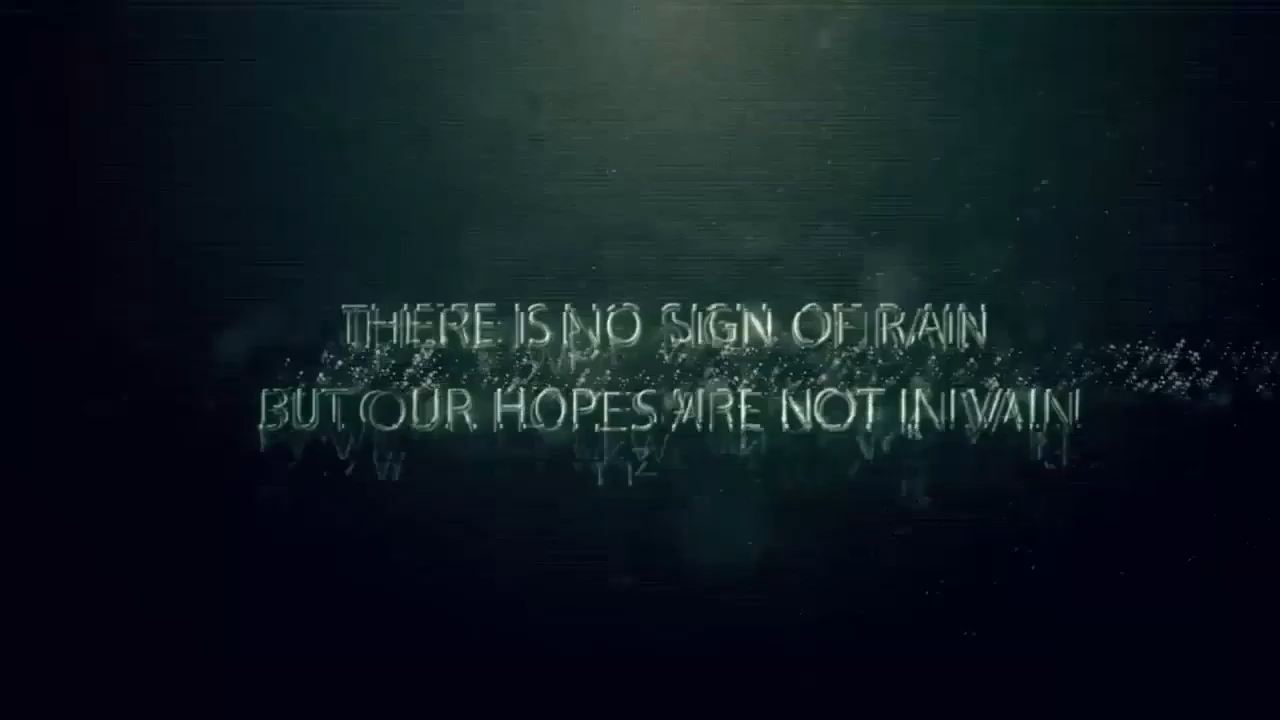 THERE IS NO SIGN OF RAIN
BUT OUR HOPES ARE NOT IN VAIN